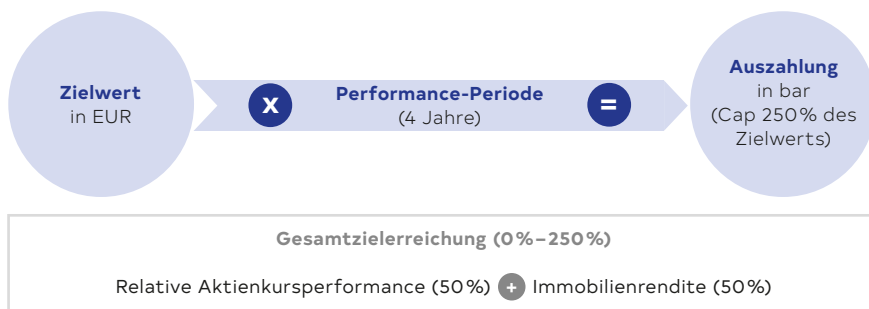 Zielwert
in EUR
X
Performance-Periode
(4 Jahre)
=
Auszahlung
in bar
(Cap 250% des
Zielwerts)
Gesamtzielerreichung (0%–250%)
Relative Aktienkursperformance (50%) + Immobilienrendite (50%)